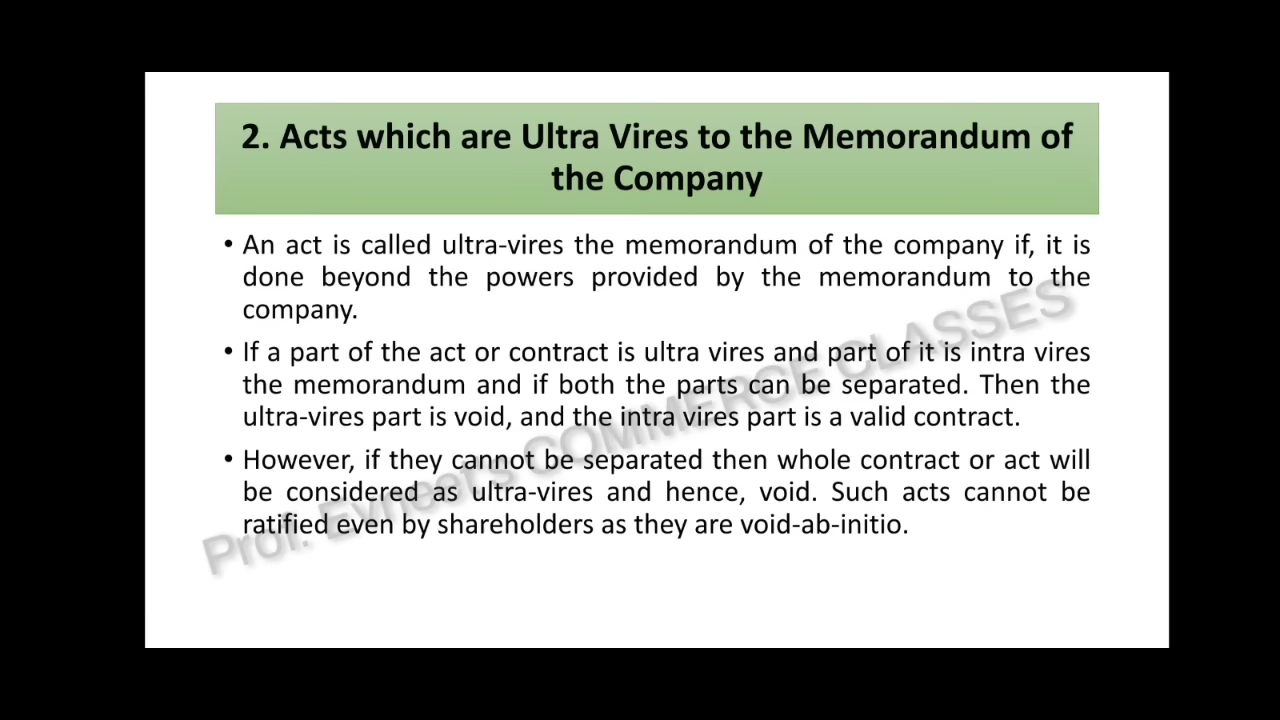 2. Acts which are Ultra Vires to the Memorandum of
the Company
• An act is called ultra-vires the memorandum of the company if, it is
done beyond the powers provided by the memorandum to the
company.
• If a part of the act or contract is ultra vires and part of it is intra vires
the memorandum and if both the parts can be separated. Then the
ultra-vires part is void, and the intra vires part is a valid contract.
• However, if they cannot be separated then whole contract or act will
be considered as ultra-vires and hence, void. Such acts cannot be
ratified even by shareholders as they are void-ab-initio.
Prof. Evneet's COMMERCE CLASSES